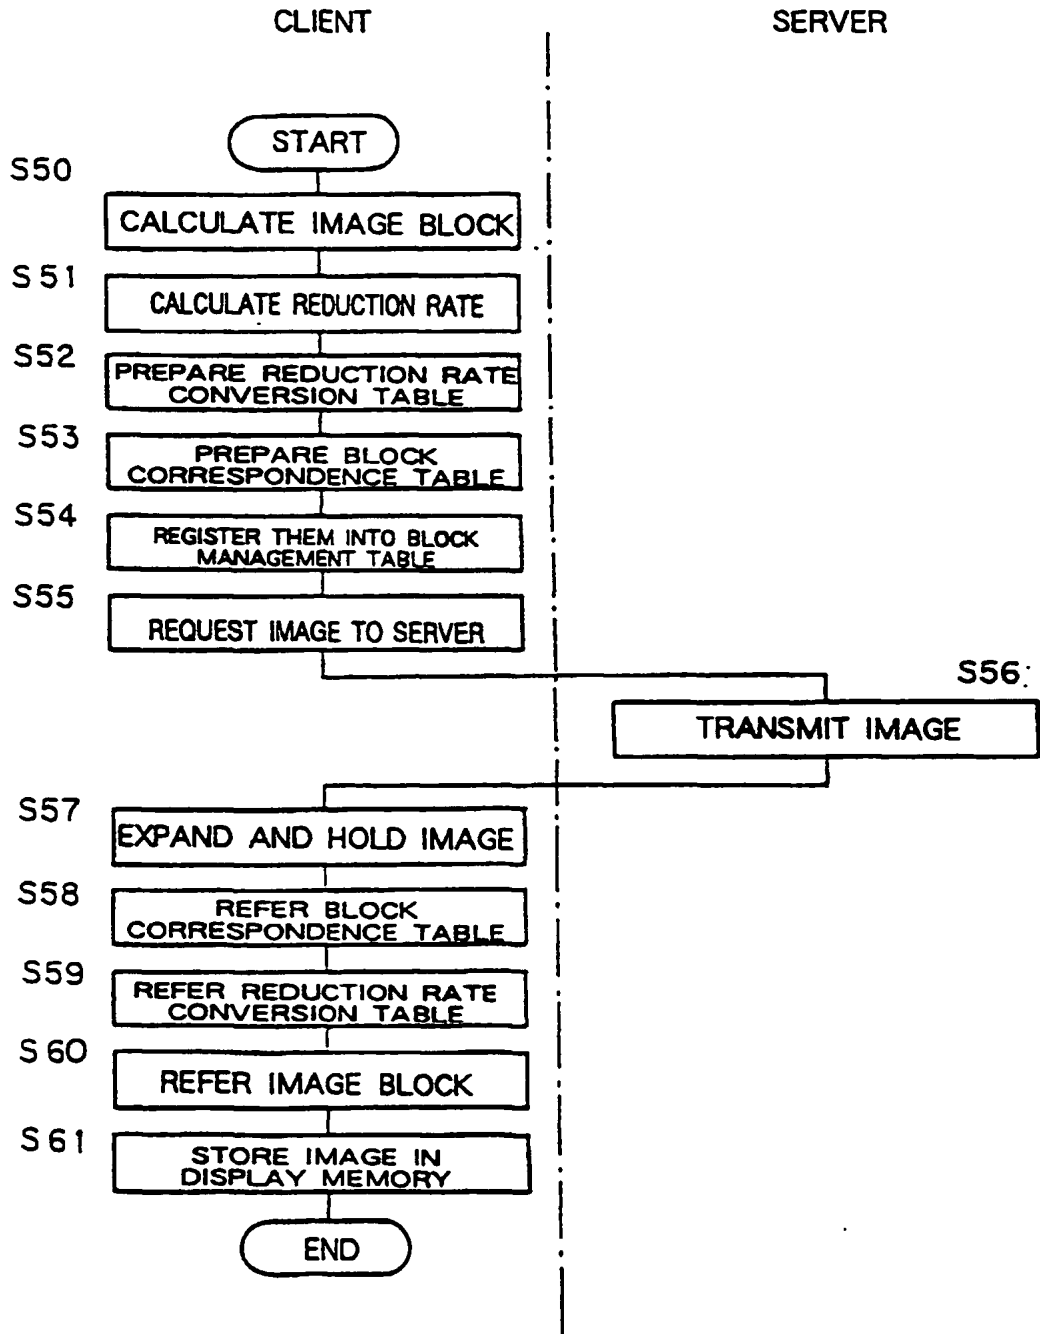 CLIENT
SERVER
START
S50
CALCULATE IMAGE BLOCK
S51
CALCULATE REDUCTION RATE
S52
PREPARE REDUCTION RATE
CONVERSION TABLE
S53
PREPARE BLOCK
CORRESPONDENCE TABLE
S54
REGISTER THEM INTO BLOCK
MANAGEMENT TABLE
S55
REQUEST IMAGE TO SERVER
S56
TRANSMIT IMAGE
S57
EXPAND AND HOLD IMAGE
S58
REFER BLOCK
CORRESPONDENCE TABLE
S59
REFER REDUCTION RATE
CONVERSION TABLE
S60
REFER IMAGE BLOCK
S61
STORE IMAGE IN
DISPLAY MEMORY
END